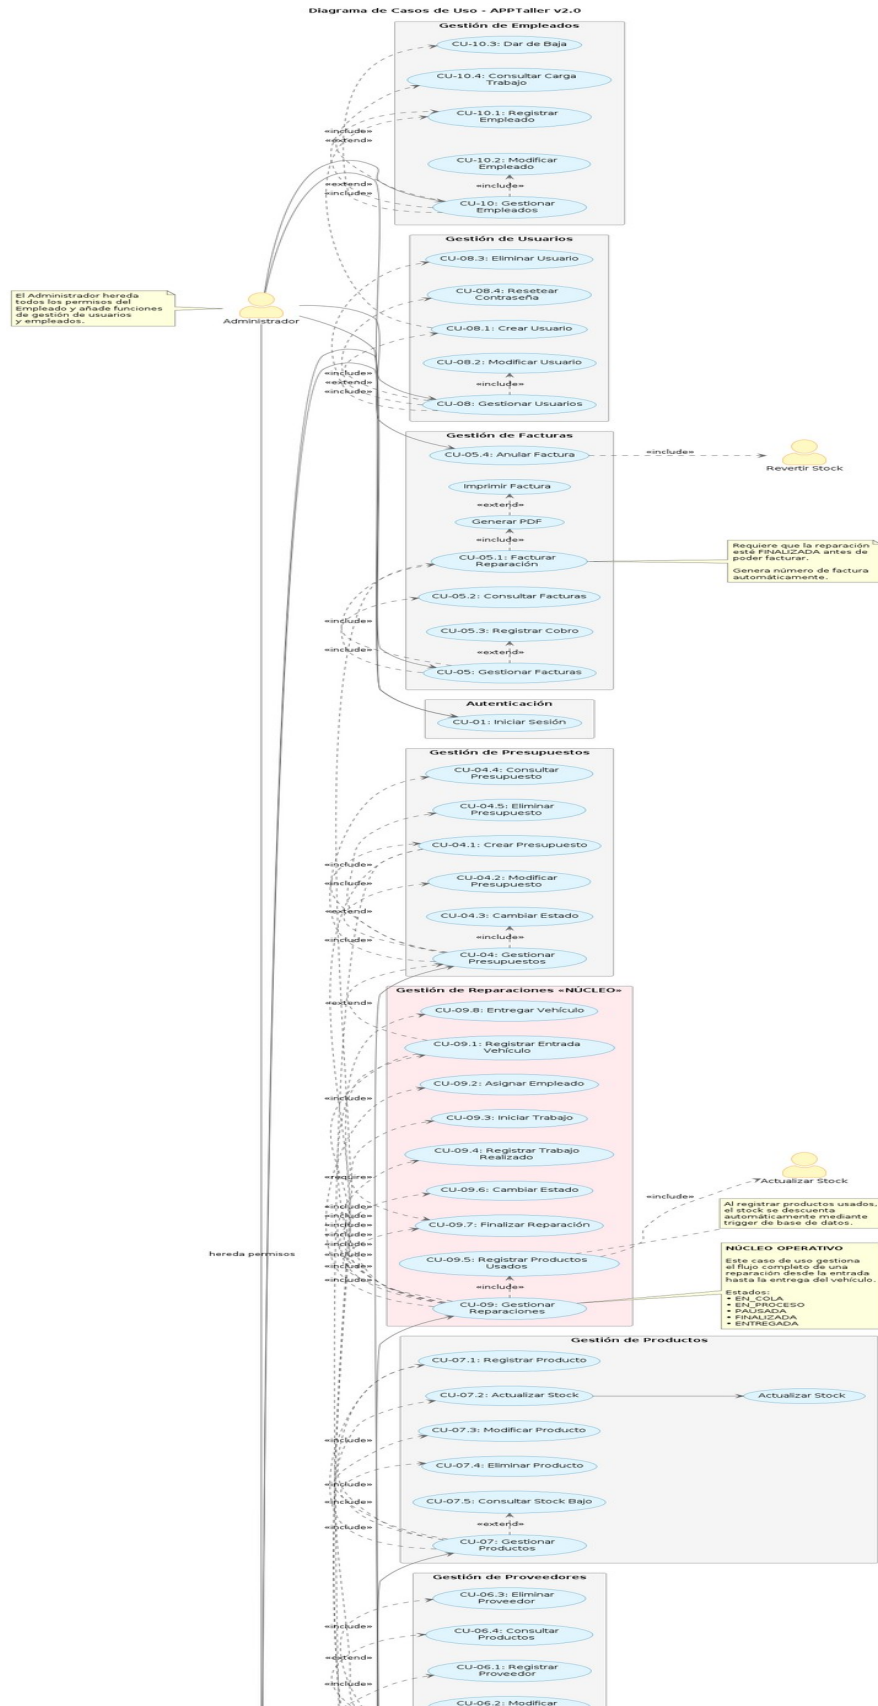 Diagrama de Casos de Uso - APPTaller v2.0
Gestión de Empleados
CU-10.3: Dar de Baja
CU-10.4: Consultar Carga
Trabajo
CU-10.1: Registrar
Empleado
«include»
«extend»
CU-10.2: Modificar
Empleado
«extend»
«include»
«include»
CU-10: Gestionar
Empleados
Gestión de Usuarios
CU-08.3: Eliminar Usuario
CU-08.4: Resetear
Contraseña
El Administrador hereda
todos los permisos del
Empleado y añade funciones
de gestión de usuarios
y empleados.
Administrador
CU-08.1: Crear Usuario
CU-08.2: Modificar Usuario
«include»
«extend»
«include»
«include»
CU-08: Gestionar Usuarios
Gestión de Facturas
CU-05.4: Anular Factura
«include»
Revertir Stock
Imprimir Factura
«extend»
Generar PDF
«include»
CU-05.1: Facturar
Reparación
Requiere que la reparación
esté FINALIZADA antes de
poder facturar.
Genera número de factura
automáticamente.
CU-05.2: Consultar Facturas
«include»
CU-05.3: Registrar Cobro
«include»
«extend»
CU-05: Gestionar Facturas
Autenticación
CU-01: Iniciar Sesión
Gestión de Presupuestos
CU-04.4: Consultar
Presupuesto
CU-04.5: Eliminar
Presupuesto
CU-04.1: Crear Presupuesto
«include»
«include»
CU-04.2: Modificar
Presupuesto
«extend»
CU-04.3: Cambiar Estado
«include»
«include»
CU-04: Gestionar
Presupuestos
Gestión de Reparaciones «NÚCLEO»
«extend»
CU-09.8: Entregar Vehículo
CU-09.1: Registrar Entrada
Vehículo
CU-09.2: Asignar Empleado
«include»
CU-09.3: Iniciar Trabajo
CU-09.4: Registrar Trabajo
Realizado
«require»
CU-09.6: Cambiar Estado
«include»
Actualizar Stock
«include»
«include»
«include»
CU-09.7: Finalizar Reparación
Al registrar productos usados,
el stock se descuenta
automáticamente mediante
trigger de base de datos.
«include»
hereda permisos
«include»
CU-09.5: Registrar Productos
Usados
«include»
«include»
«include»
CU-09: Gestionar
Reparaciones
NÚCLEO OPERATIVO
Este caso de uso gestiona
el flujo completo de una
reparación desde la entrada
hasta la entrega del vehículo.
Estados:
• EN_COLA
• EN_PROCESO
• PAUSADA
• FINALIZADA
• ENTREGADA
Gestión de Productos
CU-07.1: Registrar Producto
CU-07.2: Actualizar Stock
Actualizar Stock
CU-07.3: Modificar Producto
«include»
CU-07.4: Eliminar Producto
«include»
CU-07.5: Consultar Stock Bajo
«include»
«include»
«extend»
CU-07: Gestionar
Productos
Gestión de Proveedores
CU-06.3: Eliminar
Proveedor
«include»
CU-06.4: Consultar
Productos
«extend»
CU-06.1: Registrar
Proveedor
«include»
CU-06.2: Modificar